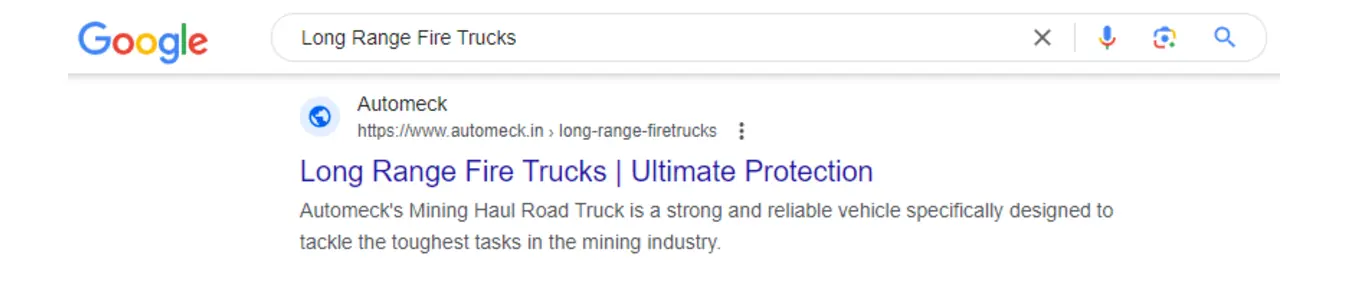 Google
Long Range Fire Trucks
Automeck
https://www.automeck.in › long-range-firetrucks
Long Range Fire Trucks | Ultimate Protection
Automeck's Mining Haul Road Truck is a strong and reliable vehicle specifically designed to
tackle the toughest tasks in the mining industry.